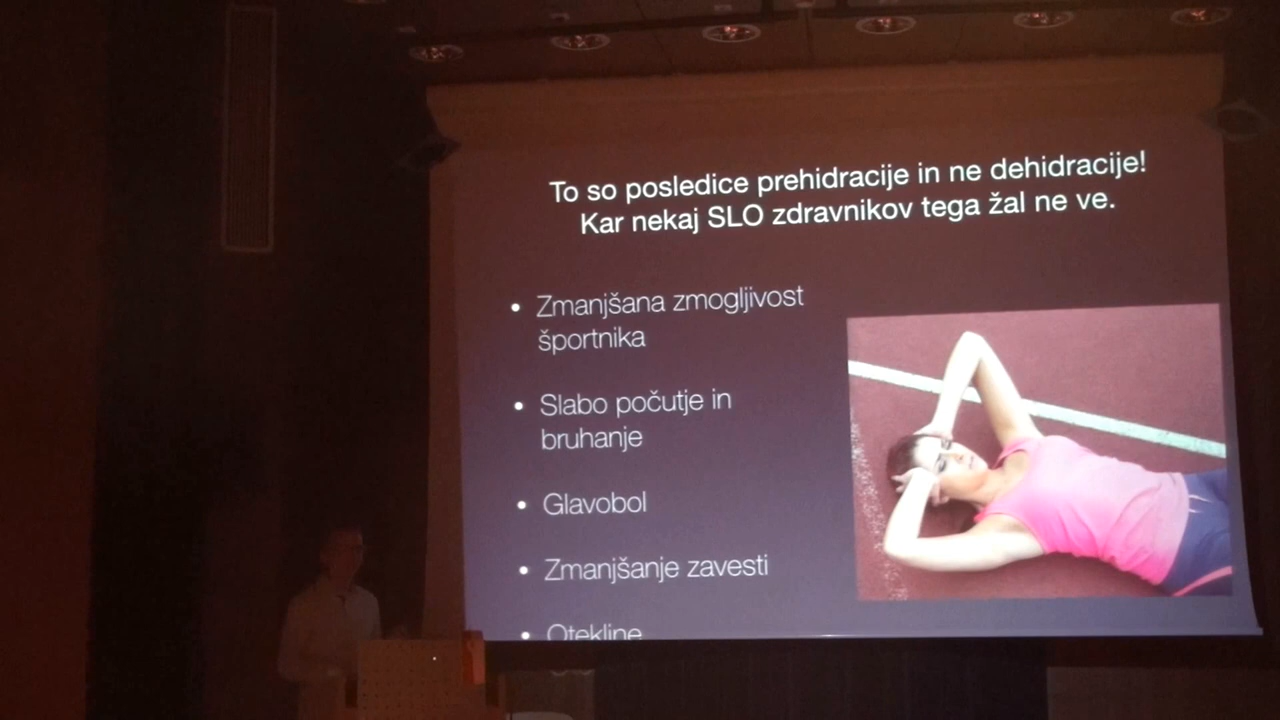 To so posledice prehidracije in ne dehidracije!
Kar nekaj SLO zdravnikov tega žal ne ve.
• Zmanjšana zmogljivost
športnika
• Slabo počutje in
bruhanje
• Glavobol
• Zmanjšanje zavesti
• Otekline